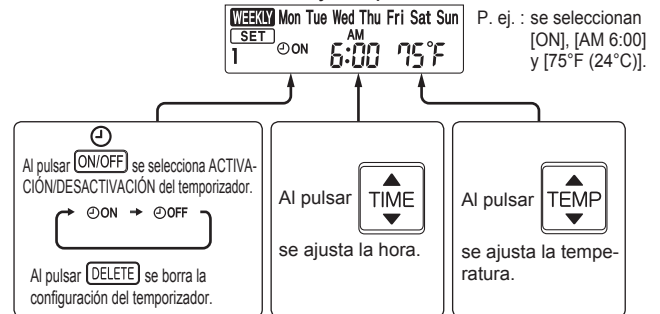 WEEKLY Mon Tue Wed Thu Fri Sat Sun
SET
1 ON AM 6:00 75°F
P. ej. : se seleccionan
[ON], [AM 6:00]
y [75°F (24°C)].
Al pulsar ON/OFF se selecciona ACTIVA-
CIÓN/DESACTIVACIÓN del temporizador.
ON → OFF
Al pulsar DELETE se borra la
configuración del temporizador.
Al pulsar TIME
se ajusta la hora.
Al pulsar TEMP
se ajusta la tempe-
ratura.